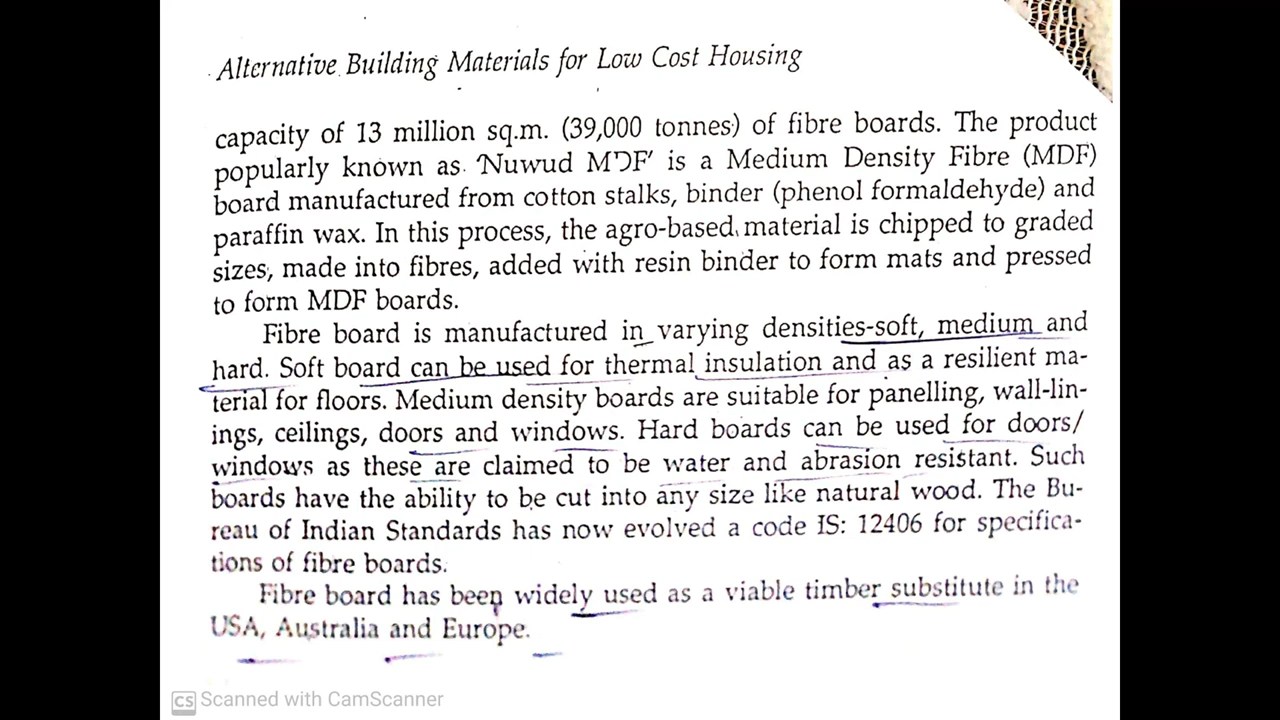 Alternative Building Materials for Low Cost Housing
capacity of 13 million sq.m. (39,000 tonnes) of fibre boards. The product
popularly known as 'Nuwud MDF' is a Medium Density Fibre (MDF)
board manufactured from cotton stalks, binder (phenol formaldehyde) and
paraffin wax. In this process, the agro-based material is chipped to graded
sizes, made into fibres, added with resin binder to form mats and pressed
to form MDF boards.
Fibre board is manufactured in varying densities-soft, medium and
hard. Soft board can be used for thermal insulation and as a resilient ma-
terial for floors. Medium density boards are suitable for panelling, wall-lin-
ings, ceilings, doors and windows. Hard boards can be used for doors/
windows as these are claimed to be water and abrasion resistant. Such
boards have the ability to be cut into any size like natural wood. The Bu-
reau of Indian Standards has now evolved a code IS: 12406 for specifica-
tions of fibre boards.
Fibre board has been widely used as a viable timber substitute in the
USA, Australia and Europe.
CS Scanned with CamScanner